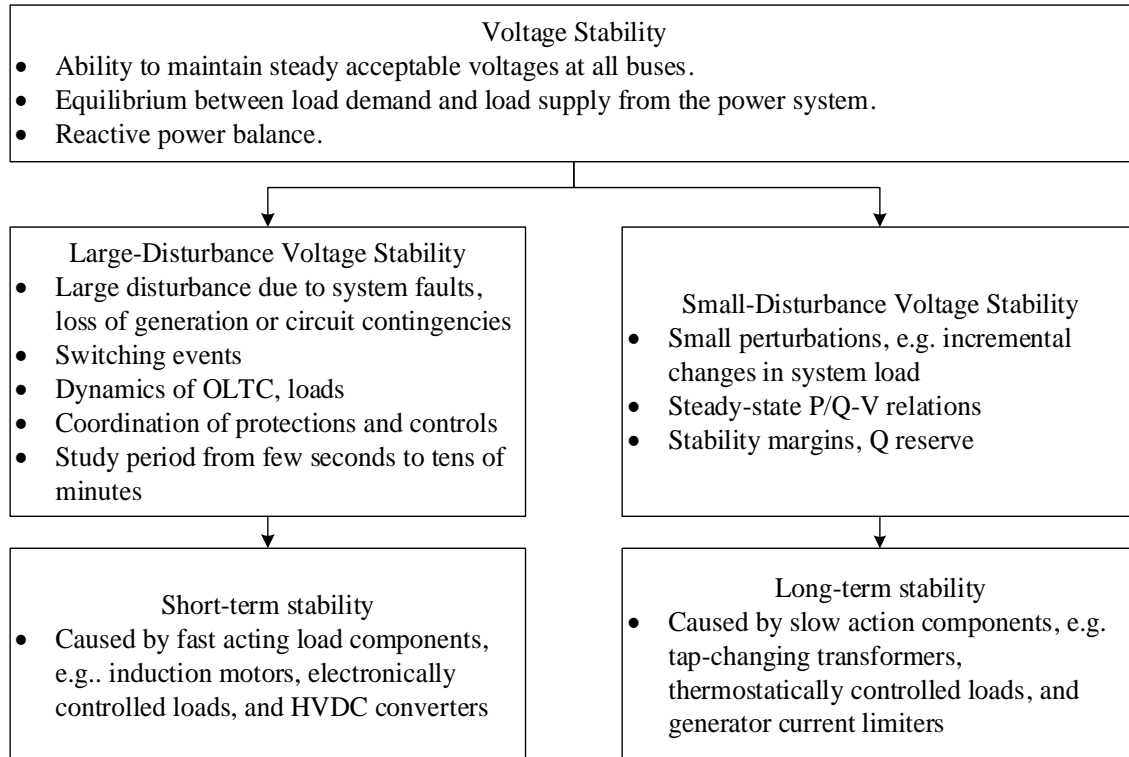 Voltage Stability
• Ability to maintain steady acceptable voltages at all buses.
• Equilibrium between load demand and load supply from the power system.
• Reactive power balance.
Large-Disturbance Voltage Stability
• Large disturbance due to system faults,
loss of generation or circuit contingencies
• Switching events
• Dynamics of OLTC, loads
• Coordination of protections and controls
• Study period from few seconds to tens of
minutes
Small-Disturbance Voltage Stability
• Small perturbations, e.g. incremental
changes in system load
• Steady-state P/Q-V relations
• Stability margins, Q reserve
Short-term stability
• Caused by fast acting load components,
e.g.. induction motors, electronically
controlled loads, and HVDC converters
Long-term stability
• Caused by slow action components, e.g.
tap-changing transformers,
thermostatically controlled loads, and
generator current limiters